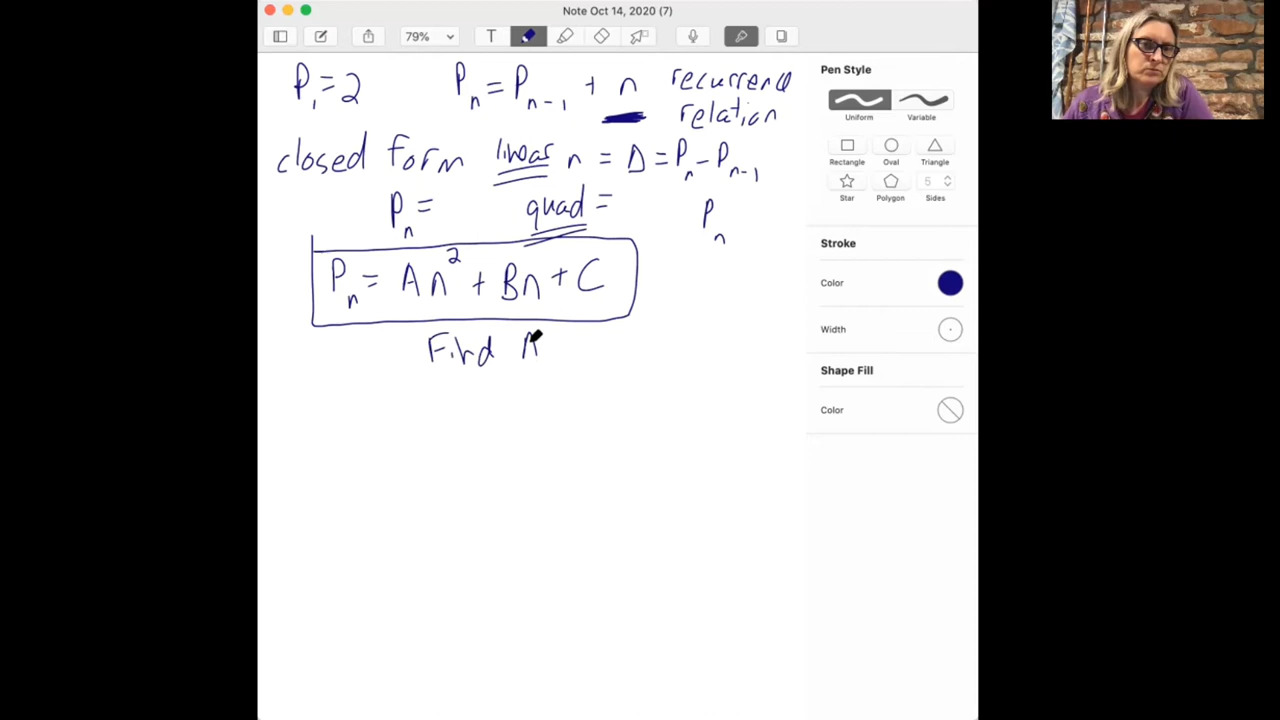 Note Oct 14, 2020 (7)
79%
T
P₁ = 2 Pₙ = Pₙ₋₁ + n recurrence
relation
closed form linear n = Δ = Pₙ - Pₙ₋₁
Pₙ = quad = Pₙ
Pₙ = An² + Bn + C
Find A
Pen Style
Uniform Variable
Rectangle Oval Triangle
5
Star Polygon Sides
Stroke
Color
Width
Shape Fill
Color